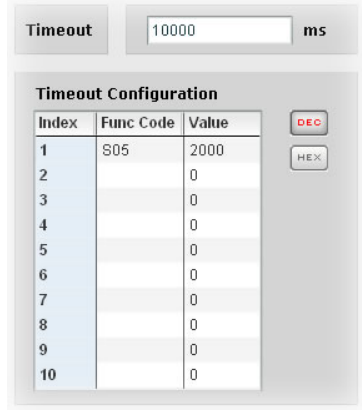 Timeout 10000 ms
Timeout Configuration
Index Func Code Value DEC
1 S05 2000 HEX
2 0
3 0
4 0
5 0
6 0
7 0
8 0
9 0
10 0